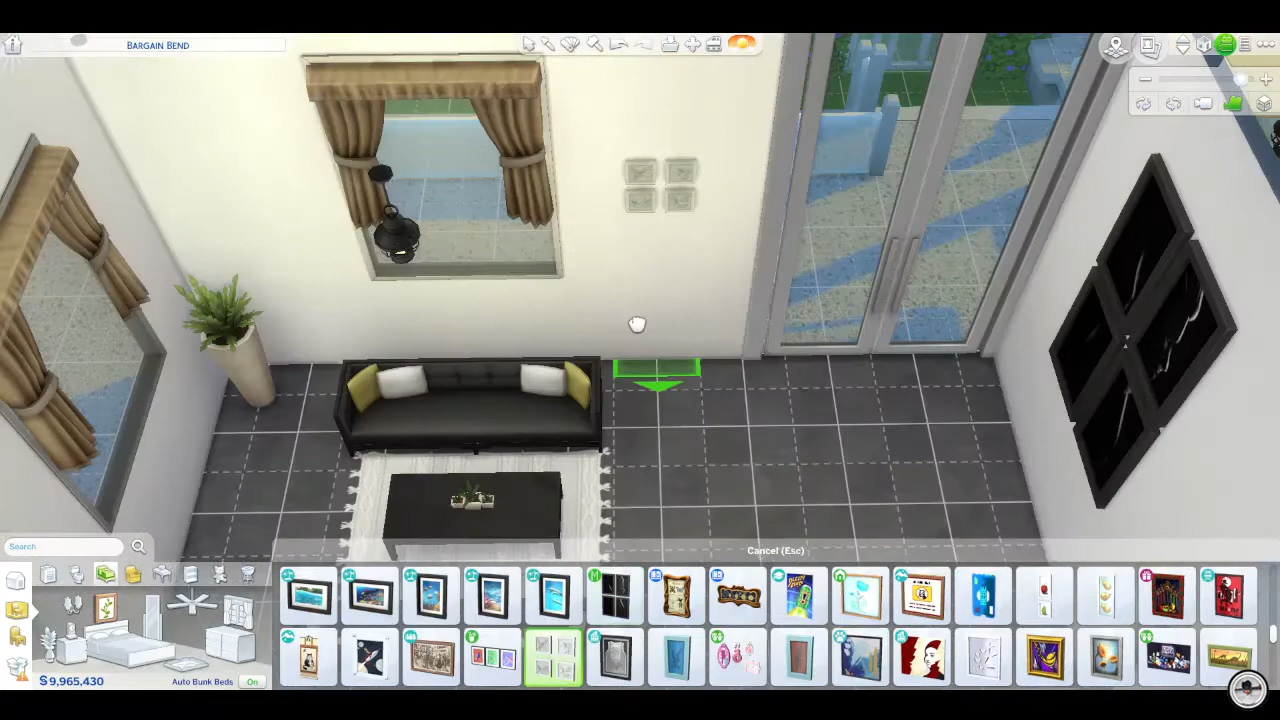 BARGAIN BEND
Cancel (Esc)
Search
$9,965,430
Auto Bunk Beds
On